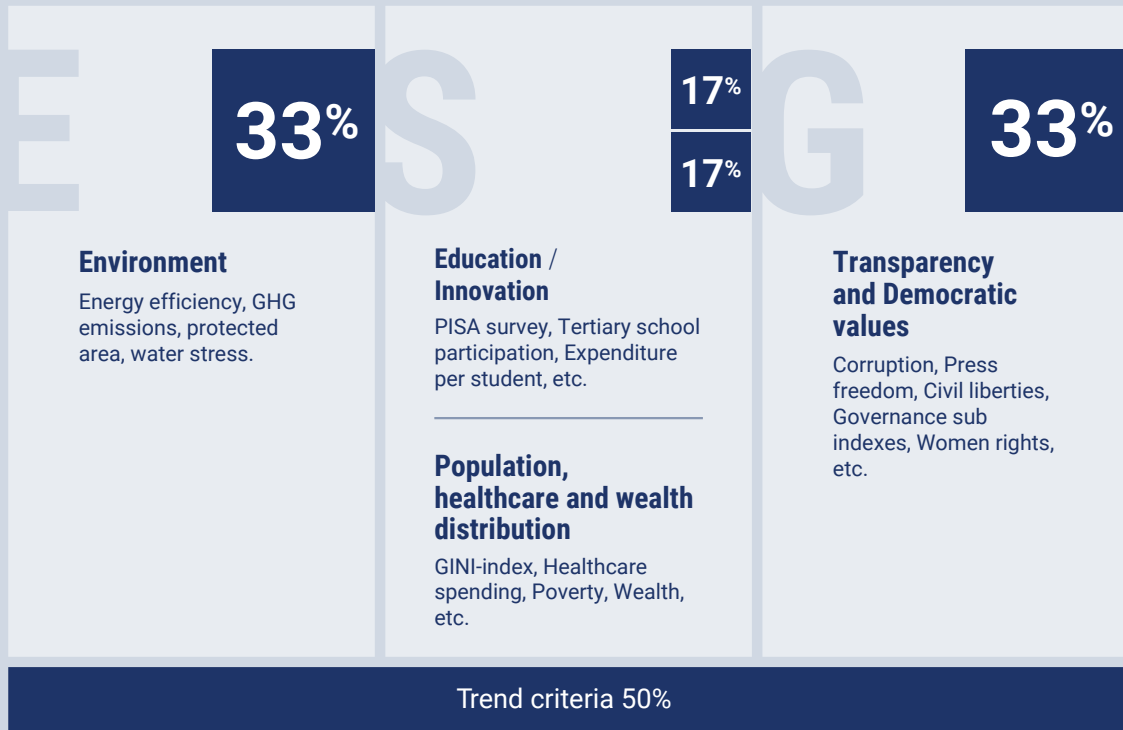 E
33%
Environment
Energy efficiency, GHG
emissions, protected
area, water stress.
S
17%
17%
Education /
Innovation
PISA survey, Tertiary school
participation, Expenditure
per student, etc.
Population,
healthcare and wealth
distribution
GINI-index, Healthcare
spending, Poverty, Wealth,
etc.
G
33%
Transparency
and Democratic
values
Corruption, Press
freedom, Civil liberties,
Governance sub
indexes, Women rights,
etc.
Trend criteria 50%